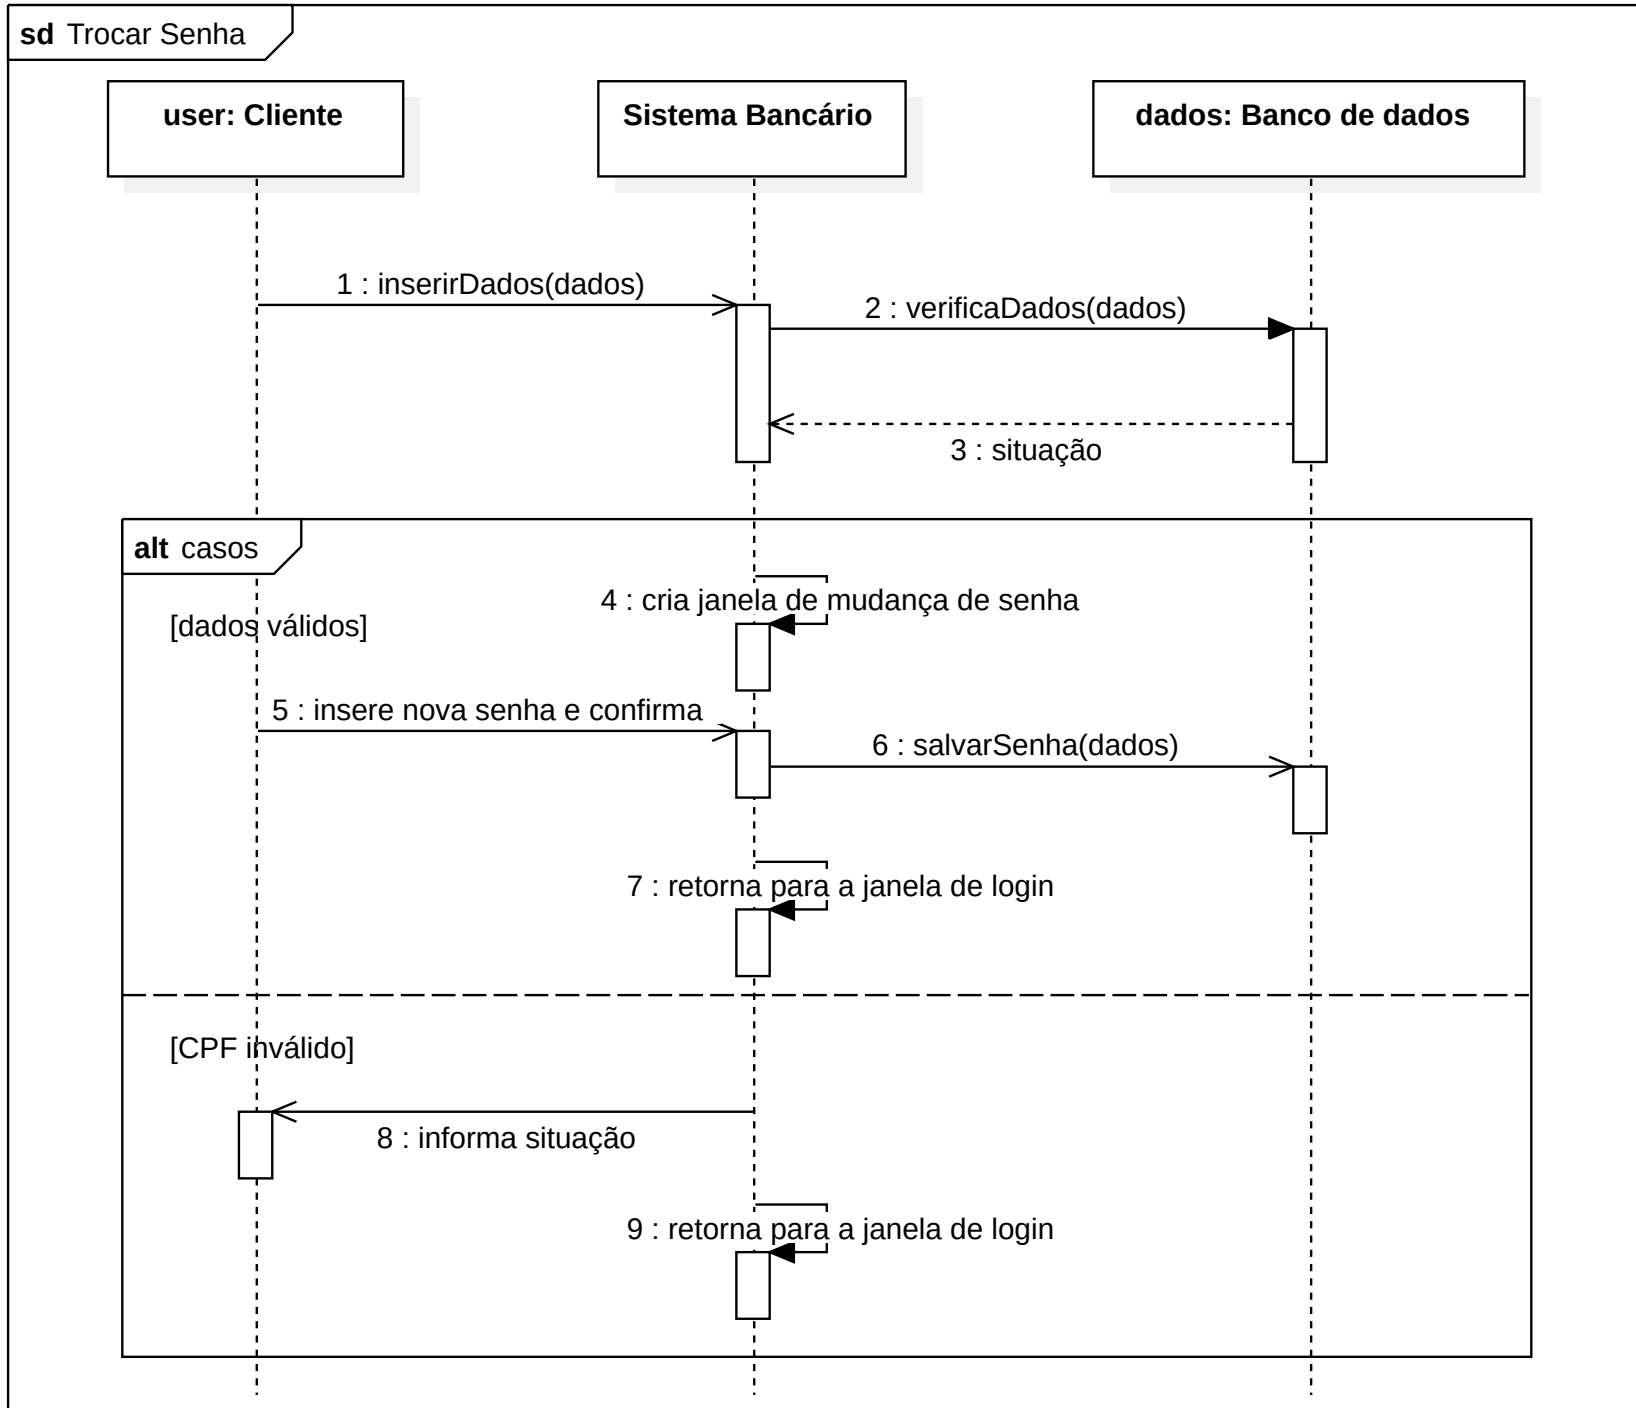 sd Trocar Senha
user: Cliente
Sistema Bancário
dados: Banco de dados
1 : inserirDados(dados)
2 : verificaDados(dados)
3 : situação
alt casos
4 : cria janela de mudança de senha
[dados válidos]
5 : insere nova senha e confirma
6 : salvarSenha(dados)
7 : retorna para a janela de login
[CPF inválido]
8 : informa situação
9 : retorna para a janela de login